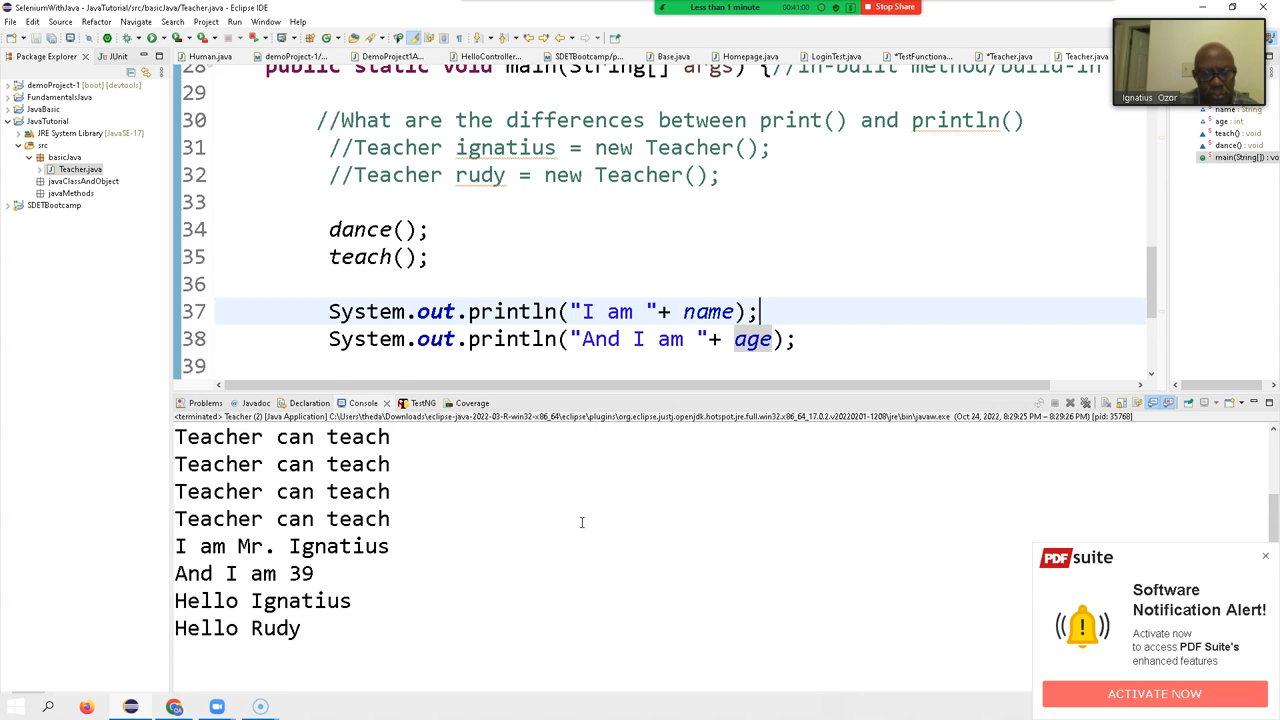 SeleniumWithJava - JavaTutorial/src/basicJava/Teacher.java - Eclipse IDE
Less than 1 minute
00:41:00
Stop Share
File Edit Source Refactor Navigate Search Project Run Window Help
Package Explorer
JUnit
Human.java
demoProject-1/...
DemoProject1A...
HelloController...
SDETBootcamp/p...
Base.java
Homepage.java
LoginTest.java
*TestFunctiona...
*Teacher.java
Teacher.java
demoProject-1 [boot] [devtools]
FundamentalsJava
JavaBasic
JavaTutorial
JRE System Library [JavaSE-17]
src
basicJava
Teacher.java
javaClassAndObject
javaMethods
SDETBootcamp
28 public static void main(String[] args) {//in-built method/build-in
29
30 //What are the differences between print() and println()
31 //Teacher ignatius = new Teacher();
32 //Teacher rudy = new Teacher();
33
34 dance();
35 teach();
36
37 System.out.println("I am "+ name);
38 System.out.println("And I am "+ age);
39
Ignatius Ozor
name: String
age: int
teach() : void
dance() : void
main(String[]) : vo
Problems
Javadoc
Declaration
Console
TestNG
Coverage
<terminated> Teacher (2) [Java Application] C:\Users\theda\Downloads\eclipse-java-2022-03-R-win32-x86_64\eclipse\plugins\org.eclipse.justj.openjdk.hotspot.jre.full.win32.x86_64_17.0.2.v20220201-1208\jre\bin\javaw.exe (Oct 24, 2022, 8:29:25 PM – 8:29:26 PM) [pid: 35768]
Teacher can teach
Teacher can teach
Teacher can teach
Teacher can teach
I am Mr. Ignatius
And I am 39
Hello Ignatius
Hello Rudy
PDF suite
Software
Notification Alert!
Activate now
to access PDF Suite's
enhanced features
ACTIVATE NOW